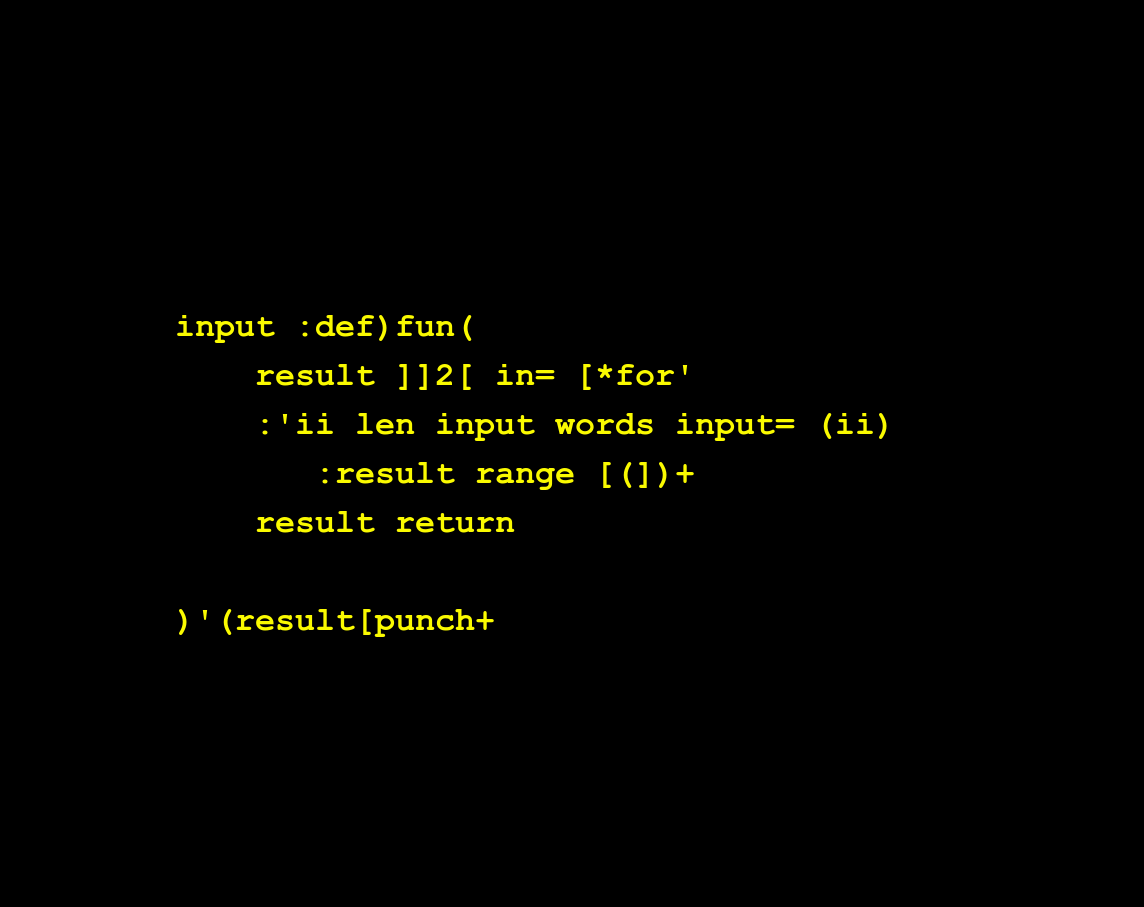 input :def)fun(
result ]]2[ in= [*for'
:'ii len input words input= (ii)
:result range [(])+
result return
)'(result[punch+